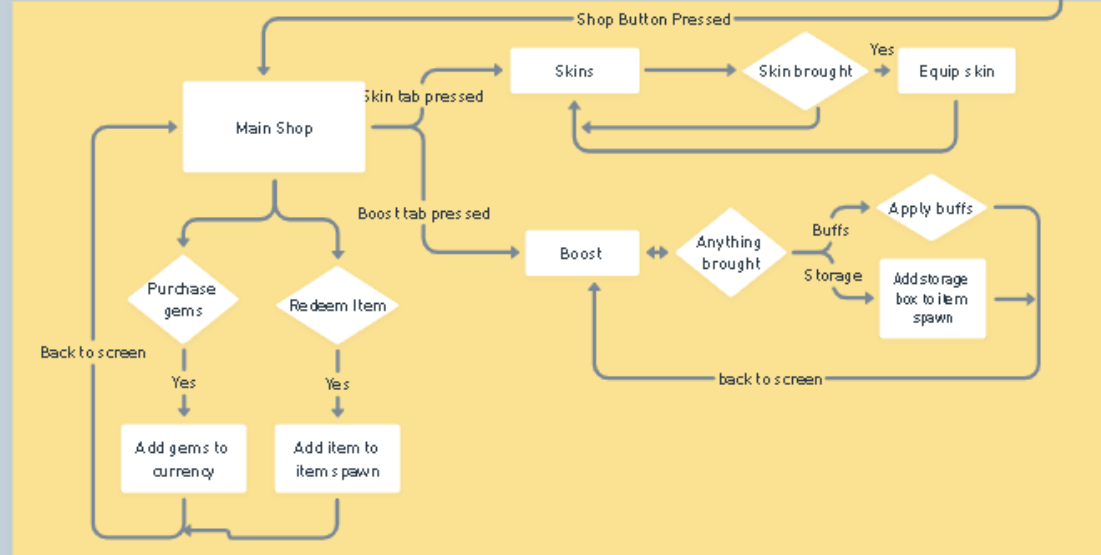 Shop Button Pressed
Skins
Skin brought
Yes
Equip skin
Skin tab pressed
Main Shop
Boost tab pressed
Boost
Anything
brought
Buffs
Apply buffs
Storage
Add storage
box to item
spawn
back to screen
Purchase
gems
Redeem Item
Back to screen
Yes
Yes
Add gems to
currency
Add item to
item spawn